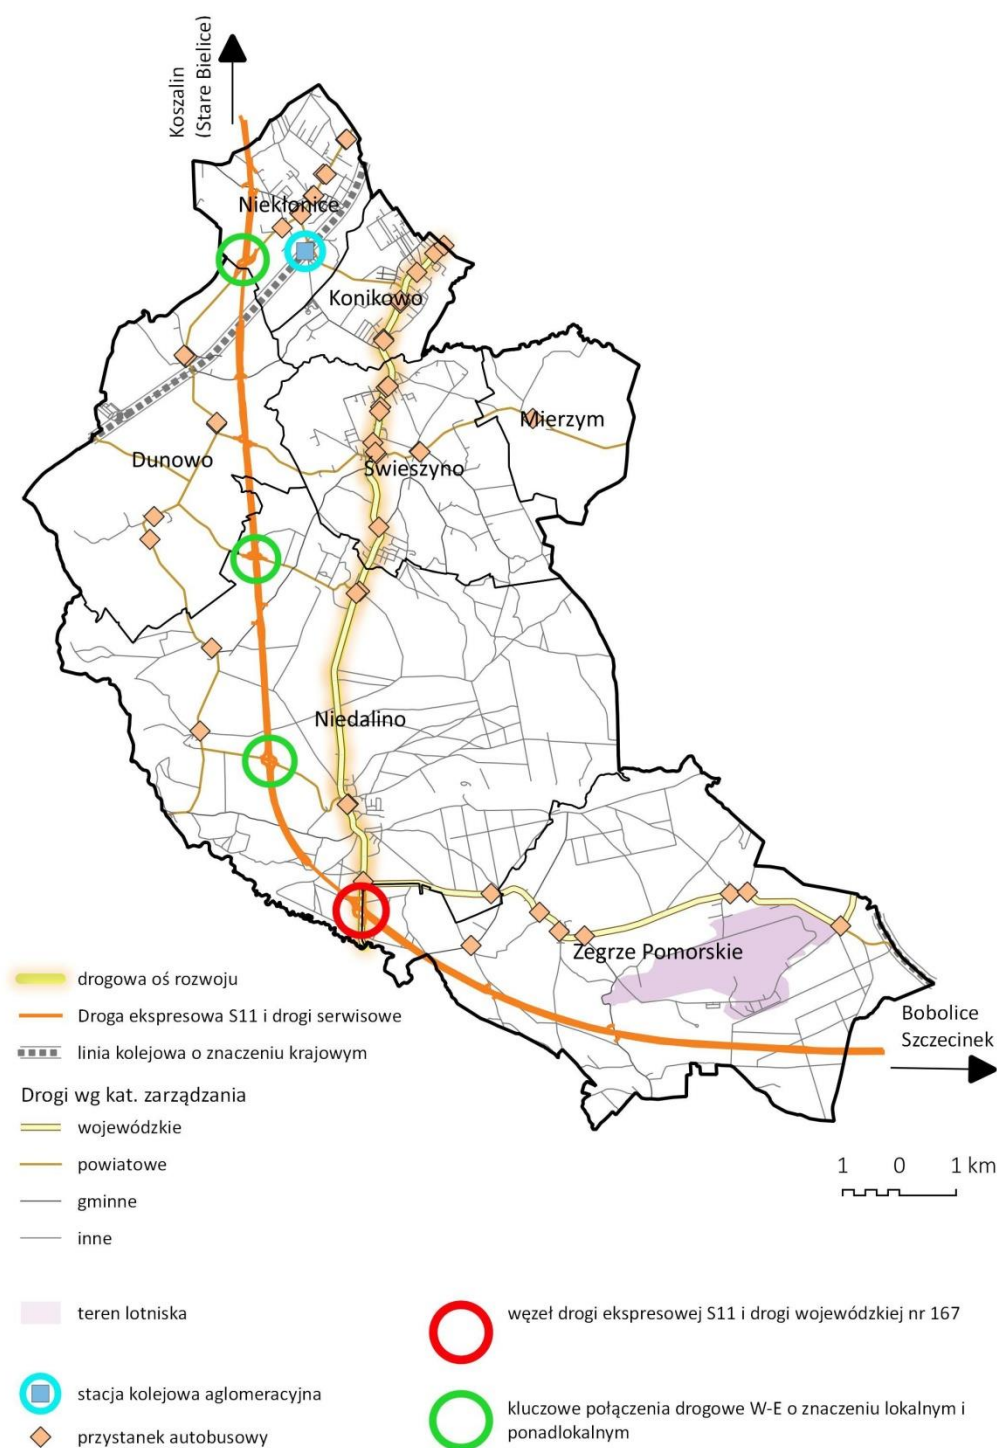 Koszalin
(Stare Bielice)
Niekłonice
Konikowo
Mierzym
Dunowo
Świeszyno
Niedalino
Zegrze Pomorskie
Bobolice
Szczecinek
drogowa oś rozwoju
Droga ekspresowa S11 i drogi serwisowe
linia kolejowa o znaczeniu krajowym
Drogi wg kat. zarządzania
wojewódzkie
powiatowe
gminne
inne
1 0 1 km
teren lotniska
węzeł drogi ekspresowej S11 i drogi wojewódzkiej nr 167
stacja kolejowa aglomeracyjna
przystanek autobusowy
kluczowe połączenia drogowe W-E o znaczeniu lokalnym i
ponadlokalnym